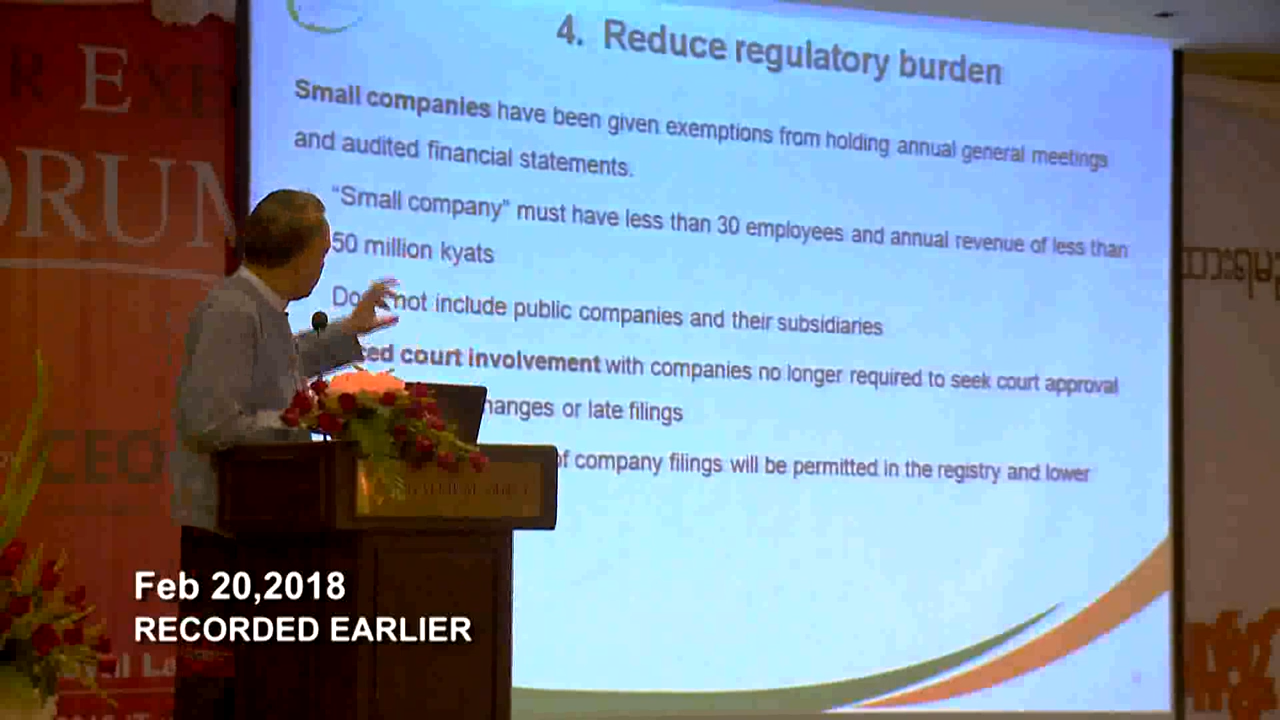 4. Reduce regulatory burden
Small companies have been given exemptions from holding annual general meetings
and audited financial statements.
“Small company” must have less than 30 employees and annual revenue of less than
50 million kyats
not include public companies and their subsidiaries
court involvement with companies no longer required to seek court approval
or late filings
of company filings will be permitted in the registry and lower
CEO
Feb 20,2018
RECORDED EARLIER